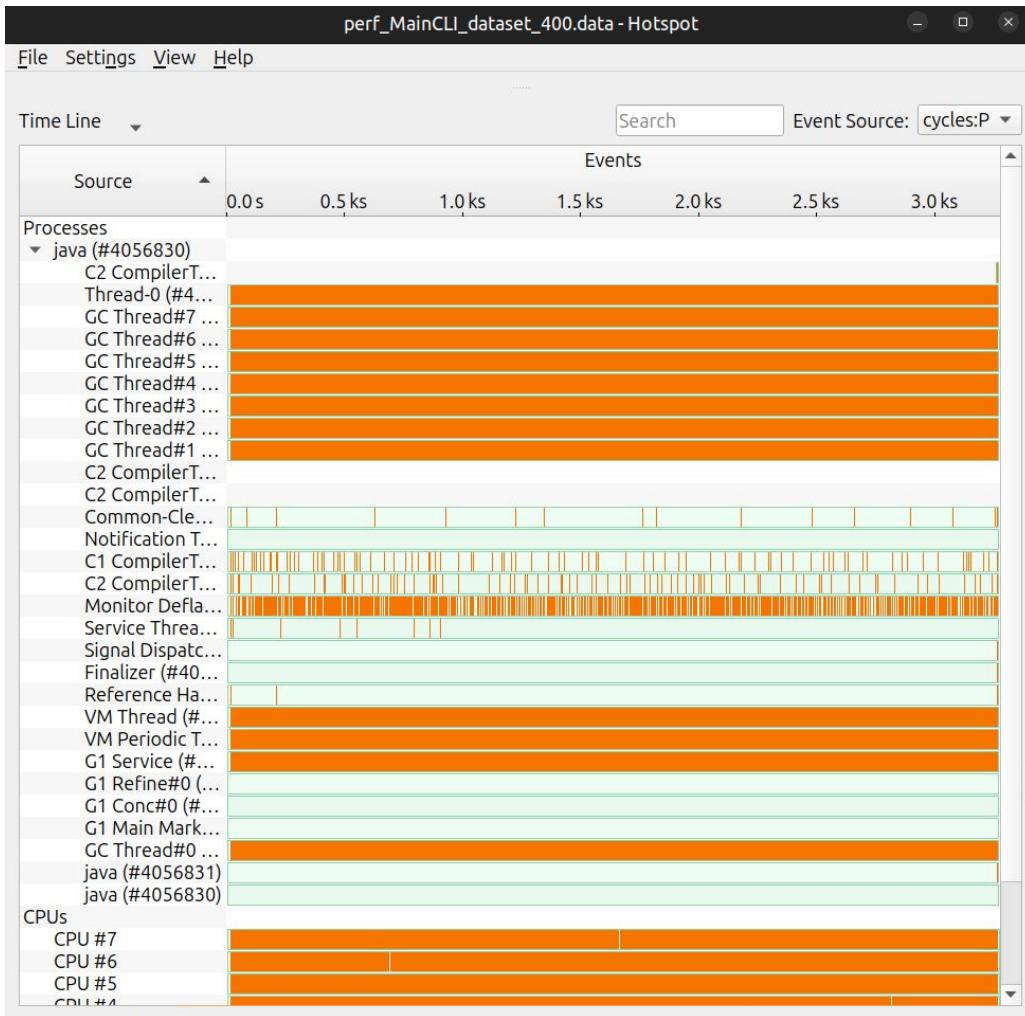 perf_MainCLI_dataset_400.data - Hotspot
File Settings View Help
Time Line Search Event Source: cycles:P
Source Events
0.0 s 0.5 ks 1.0 ks 1.5 ks 2.0 ks 2.5 ks 3.0 ks
Processes
java (#4056830)
C2 CompilerT...
Thread-0 (#4...
GC Thread#7 ...
GC Thread#6 ...
GC Thread#5 ...
GC Thread#4 ...
GC Thread#3 ...
GC Thread#2 ...
GC Thread#1 ...
C2 CompilerT...
C2 CompilerT...
Common-Cle...
Notification T...
C1 CompilerT...
C2 CompilerT...
Monitor Defla...
Service Threa...
Signal Dispatc...
Finalizer (#40...
Reference Ha...
VM Thread (#...
VM Periodic T...
G1 Service (#...
G1 Refine#0 (...
G1 Conc#0 (#...
G1 Main Mark...
GC Thread#0 ...
java (#4056831)
java (#4056830)
CPUs
CPU #7
CPU #6
CPU #5
CPU #4